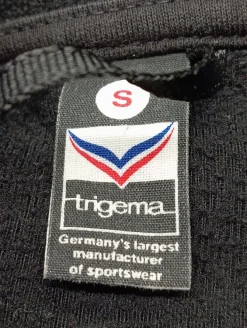 S
trigema
Germany's largest
manufacturer
of sportswear